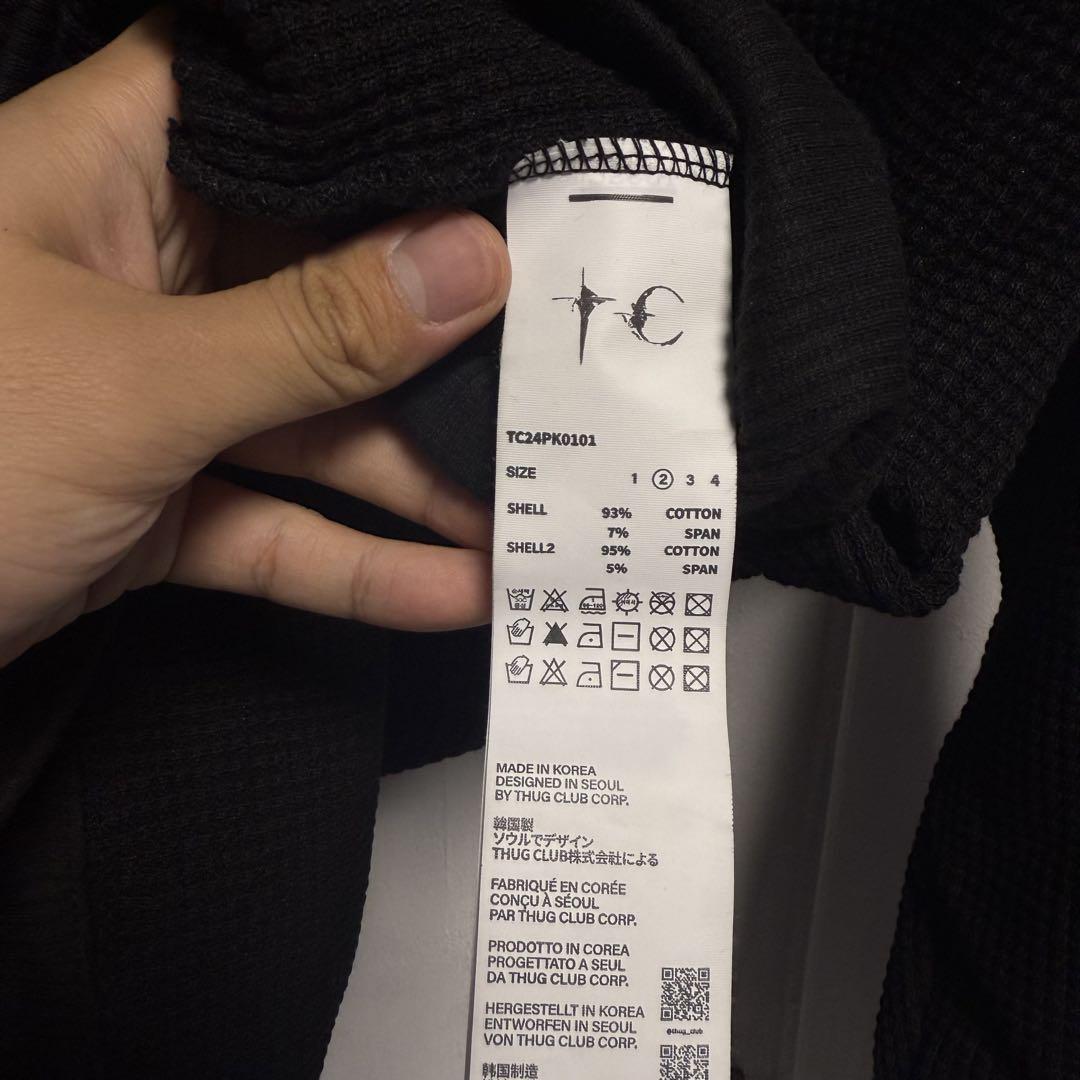 TC
TC24PK0101
SIZE 1 2 3 4
SHELL 93% COTTON
7% SPAN
SHELL2 95% COTTON
5% SPAN
MADE IN KOREA
DESIGNED IN SEOUL
BY THUG CLUB CORP.
韓国製
ソウルでデザイン
THUG CLUB株式会社による
FABRIQUÉ EN CORÉE
CONÇU À SÉOUL
PAR THUG CLUB CORP.
PRODOTTO IN COREA
PROGETTATO A SEUL
DA THUG CLUB CORP.
HERGESTELLT IN KOREA
ENTWORFEN IN SEOUL
VON THUG CLUB CORP.
@thug_club
韩国制造